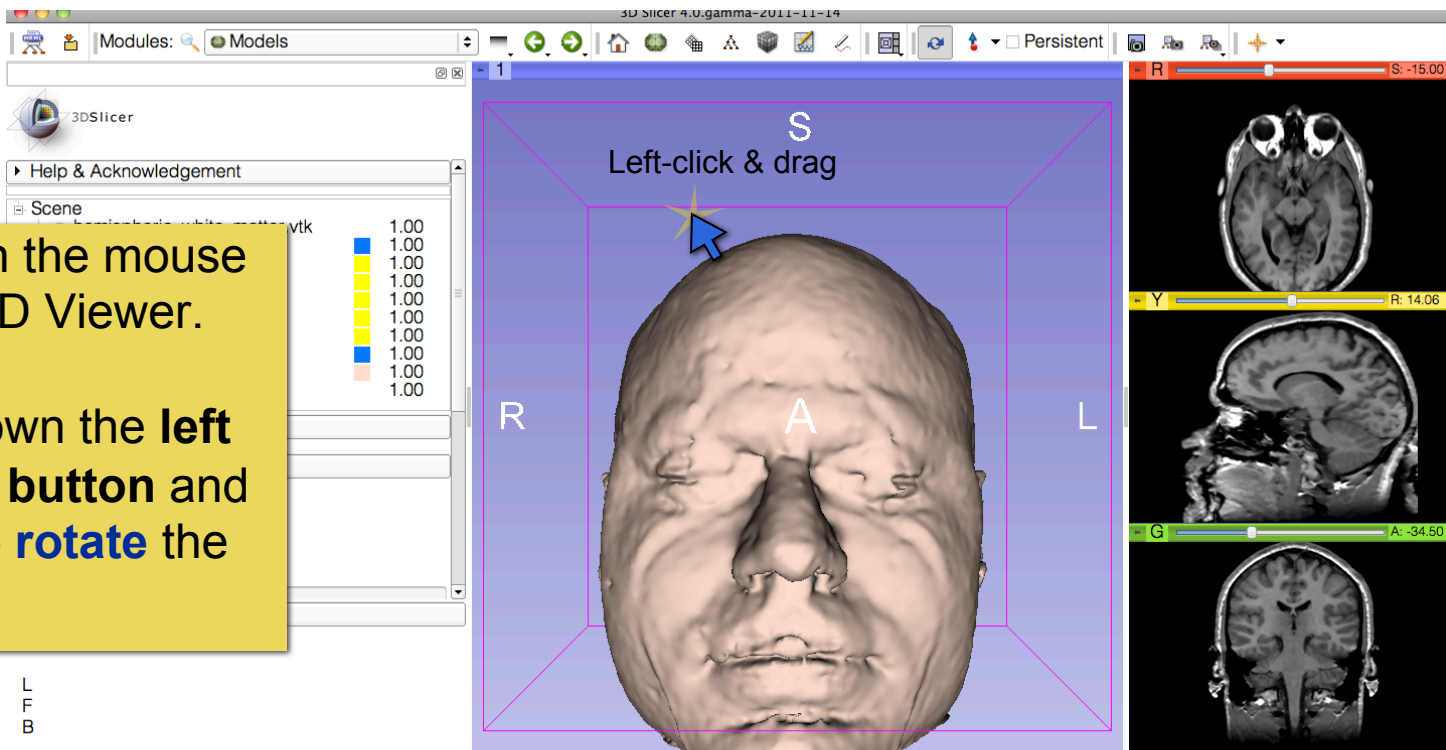 3D Slicer 4.0.gamma-2011-11-14
Modules: Models
Persistent
1
R S: -15.00
3DSlicer
Help & Acknowledgement
Scene
hemispheric_white_matter.vtk 1.00
1.00
1.00
1.00
1.00
1.00
1.00
1.00
1.00
1.00
the mouse
D Viewer.
own the left
button and
rotate the
L
F
B
S
Left-click & drag
R
A
L
Y R: 14.06
G A: -34.50